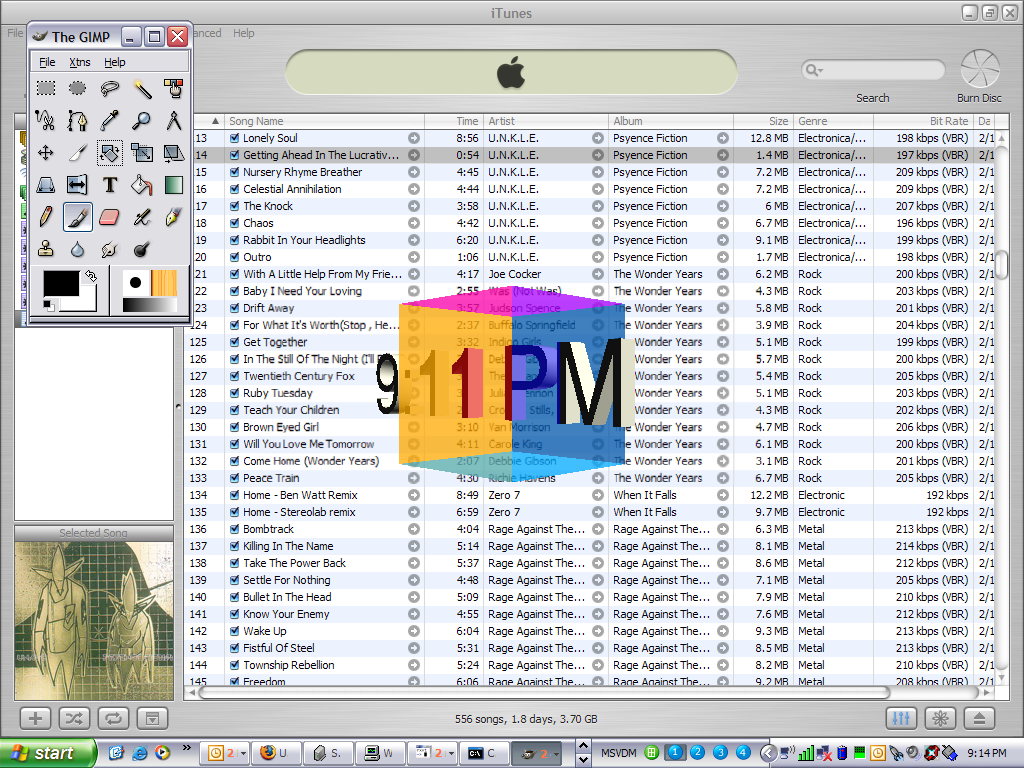 iTunes
File
anced Help
The GIMP
File Xtns Help
Search
Burn Disc
Song Name Time Artist Album Size Genre Bit Rate Da
13 Lonely Soul 8:56 U.N.K.L.E. Psyence Fiction 12.8 MB Electronica/... 198 kbps (VBR) 2/1
14 Getting Ahead In The Lucrativ... 0:54 U.N.K.L.E. Psyence Fiction 1.4 MB Electronica/... 197 kbps (VBR) 2/1
15 Nursery Rhyme Breather 4:45 U.N.K.L.E. Psyence Fiction 7.2 MB Electronica/... 209 kbps (VBR) 2/1
16 Celestial Annihilation 4:44 U.N.K.L.E. Psyence Fiction 7.2 MB Electronica/... 209 kbps (VBR) 2/1
17 The Knock 3:58 U.N.K.L.E. Psyence Fiction 6 MB Electronica/... 207 kbps (VBR) 2/1
18 Chaos 4:42 U.N.K.L.E. Psyence Fiction 6.7 MB Electronica/... 196 kbps (VBR) 2/1
19 Rabbit In Your Headlights 6:20 U.N.K.L.E. Psyence Fiction 9.1 MB Electronica/... 199 kbps (VBR) 2/1
20 Outro 1:06 U.N.K.L.E. Psyence Fiction 1.7 MB Electronica/... 198 kbps (VBR) 2/1
21 With A Little Help From My Frie... 4:17 Joe Cocker The Wonder Years 6.2 MB Rock 200 kbps (VBR) 2/1
22 Baby I Need Your Loving 2:55 Was (Not Was) The Wonder Years 4.3 MB Rock 203 kbps (VBR) 2/1
23 Drift Away 3:57 Judson Spence The Wonder Years 5.8 MB Rock 201 kbps (VBR) 2/1
124 For What It's Worth(Stop , He... 2:37 Buffalo Springfield Wonder Years 3.9 MB Rock 204 kbps (VBR) 2/1
125 Get Together 3:32 Indigo Girls Wonder Years 5.1 MB Rock 199 kbps (VBR) 2/1
126 In The Still Of The Night (I'll Wonder Years 5.7 MB Rock 200 kbps (VBR) 2/1
127 Twentieth Century Fox Wonder Years 5.4 MB Rock 205 kbps (VBR) 2/1
128 Ruby Tuesday Wonder Years 5.1 MB Rock 203 kbps (VBR) 2/1
129 Teach Your Children Stills, Wonder Years 4.3 MB Rock 202 kbps (VBR) 2/1
130 Brown Eyed Girl 3:10 Van Morrison Wonder Years 4.7 MB Rock 206 kbps (VBR) 2/1
131 Will You Love Me Tomorrow 4:11 Carole King Wonder Years 6.1 MB Rock 200 kbps (VBR) 2/1
132 Come Home (Wonder Years) 2:07 Debbie Gibson Wonder Years 3.1 MB Rock 201 kbps (VBR) 2/1
133 Peace Train 4:30 Richie Havens The Wonder Years 6.7 MB Rock 205 kbps (VBR) 2/1
134 Home - Ben Watt Remix 8:49 Zero 7 When It Falls 12.2 MB Electronic 192 kbps 2/1
135 Home - Stereolab remix 6:59 Zero 7 When It Falls 9.7 MB Electronic 192 kbps 2/1
136 Bombtrack 4:04 Rage Against The... Rage Against The... 6.3 MB Metal 213 kbps (VBR) 2/1
137 Killing In The Name 5:14 Rage Against The... Rage Against The... 8.1 MB Metal 214 kbps (VBR) 2/1
138 Take The Power Back 5:37 Rage Against The... Rage Against The... 8.6 MB Metal 212 kbps (VBR) 2/1
139 Settle For Nothing 4:48 Rage Against The... Rage Against The... 7.1 MB Metal 205 kbps (VBR) 2/1
140 Bullet In The Head 5:09 Rage Against The... Rage Against The... 7.9 MB Metal 210 kbps (VBR) 2/1
141 Know Your Enemy 4:55 Rage Against The... Rage Against The... 7.6 MB Metal 212 kbps (VBR) 2/1
142 Wake Up 6:04 Rage Against The... Rage Against The... 9.3 MB Metal 213 kbps (VBR) 2/1
143 Fistful Of Steel 5:31 Rage Against The... Rage Against The... 8.5 MB Metal 213 kbps (VBR) 2/1
144 Township Rebellion 5:24 Rage Against The... Rage Against The... 8.2 MB Metal 210 kbps (VBR) 2/1
145 Freedom 6:06 Rage Against The... Rage Against The... 9.2 MB Metal 208 kbps (VBR) 2/1
9:11 PM
Selected Song
556 songs, 1.8 days, 3.70 GB
start 2 U S. W 2 C 2 MSVDM 1 2 3 4 9:14 PM